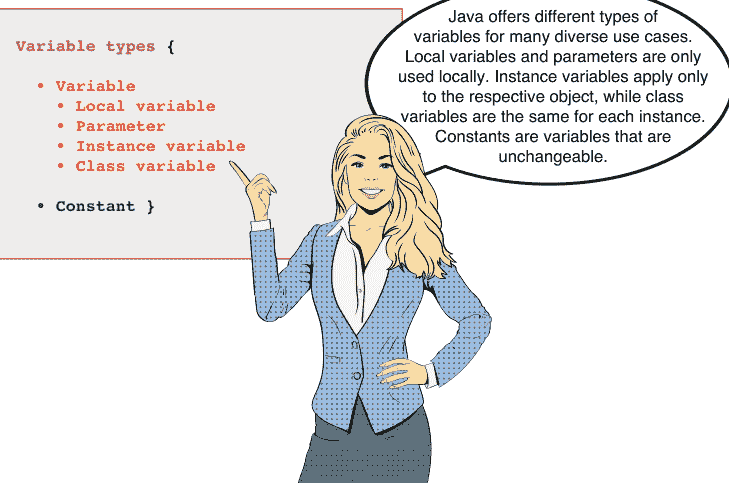 Variable types {
• Variable
• Local variable
• Parameter
• Instance variable
• Class variable
• Constant }
Java offers different types of
variables for many diverse use cases.
Local variables and parameters are only
used locally. Instance variables apply only
to the respective object, while class
variables are the same for each instance.
Constants are variables that are
unchangeable.